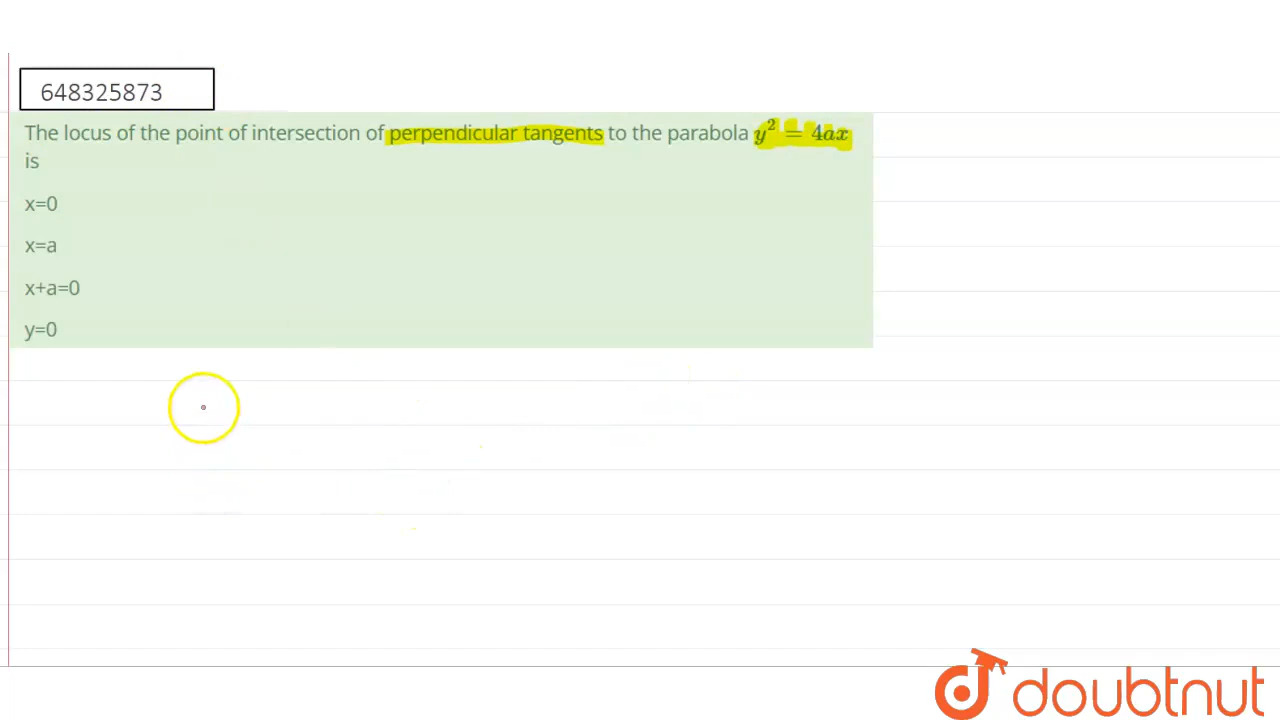 648325873
The locus of the point of intersection of perpendicular tangents to the parabola y² = 4ax
is
x=0
x=a
x+a=0
y=0
doubtnut